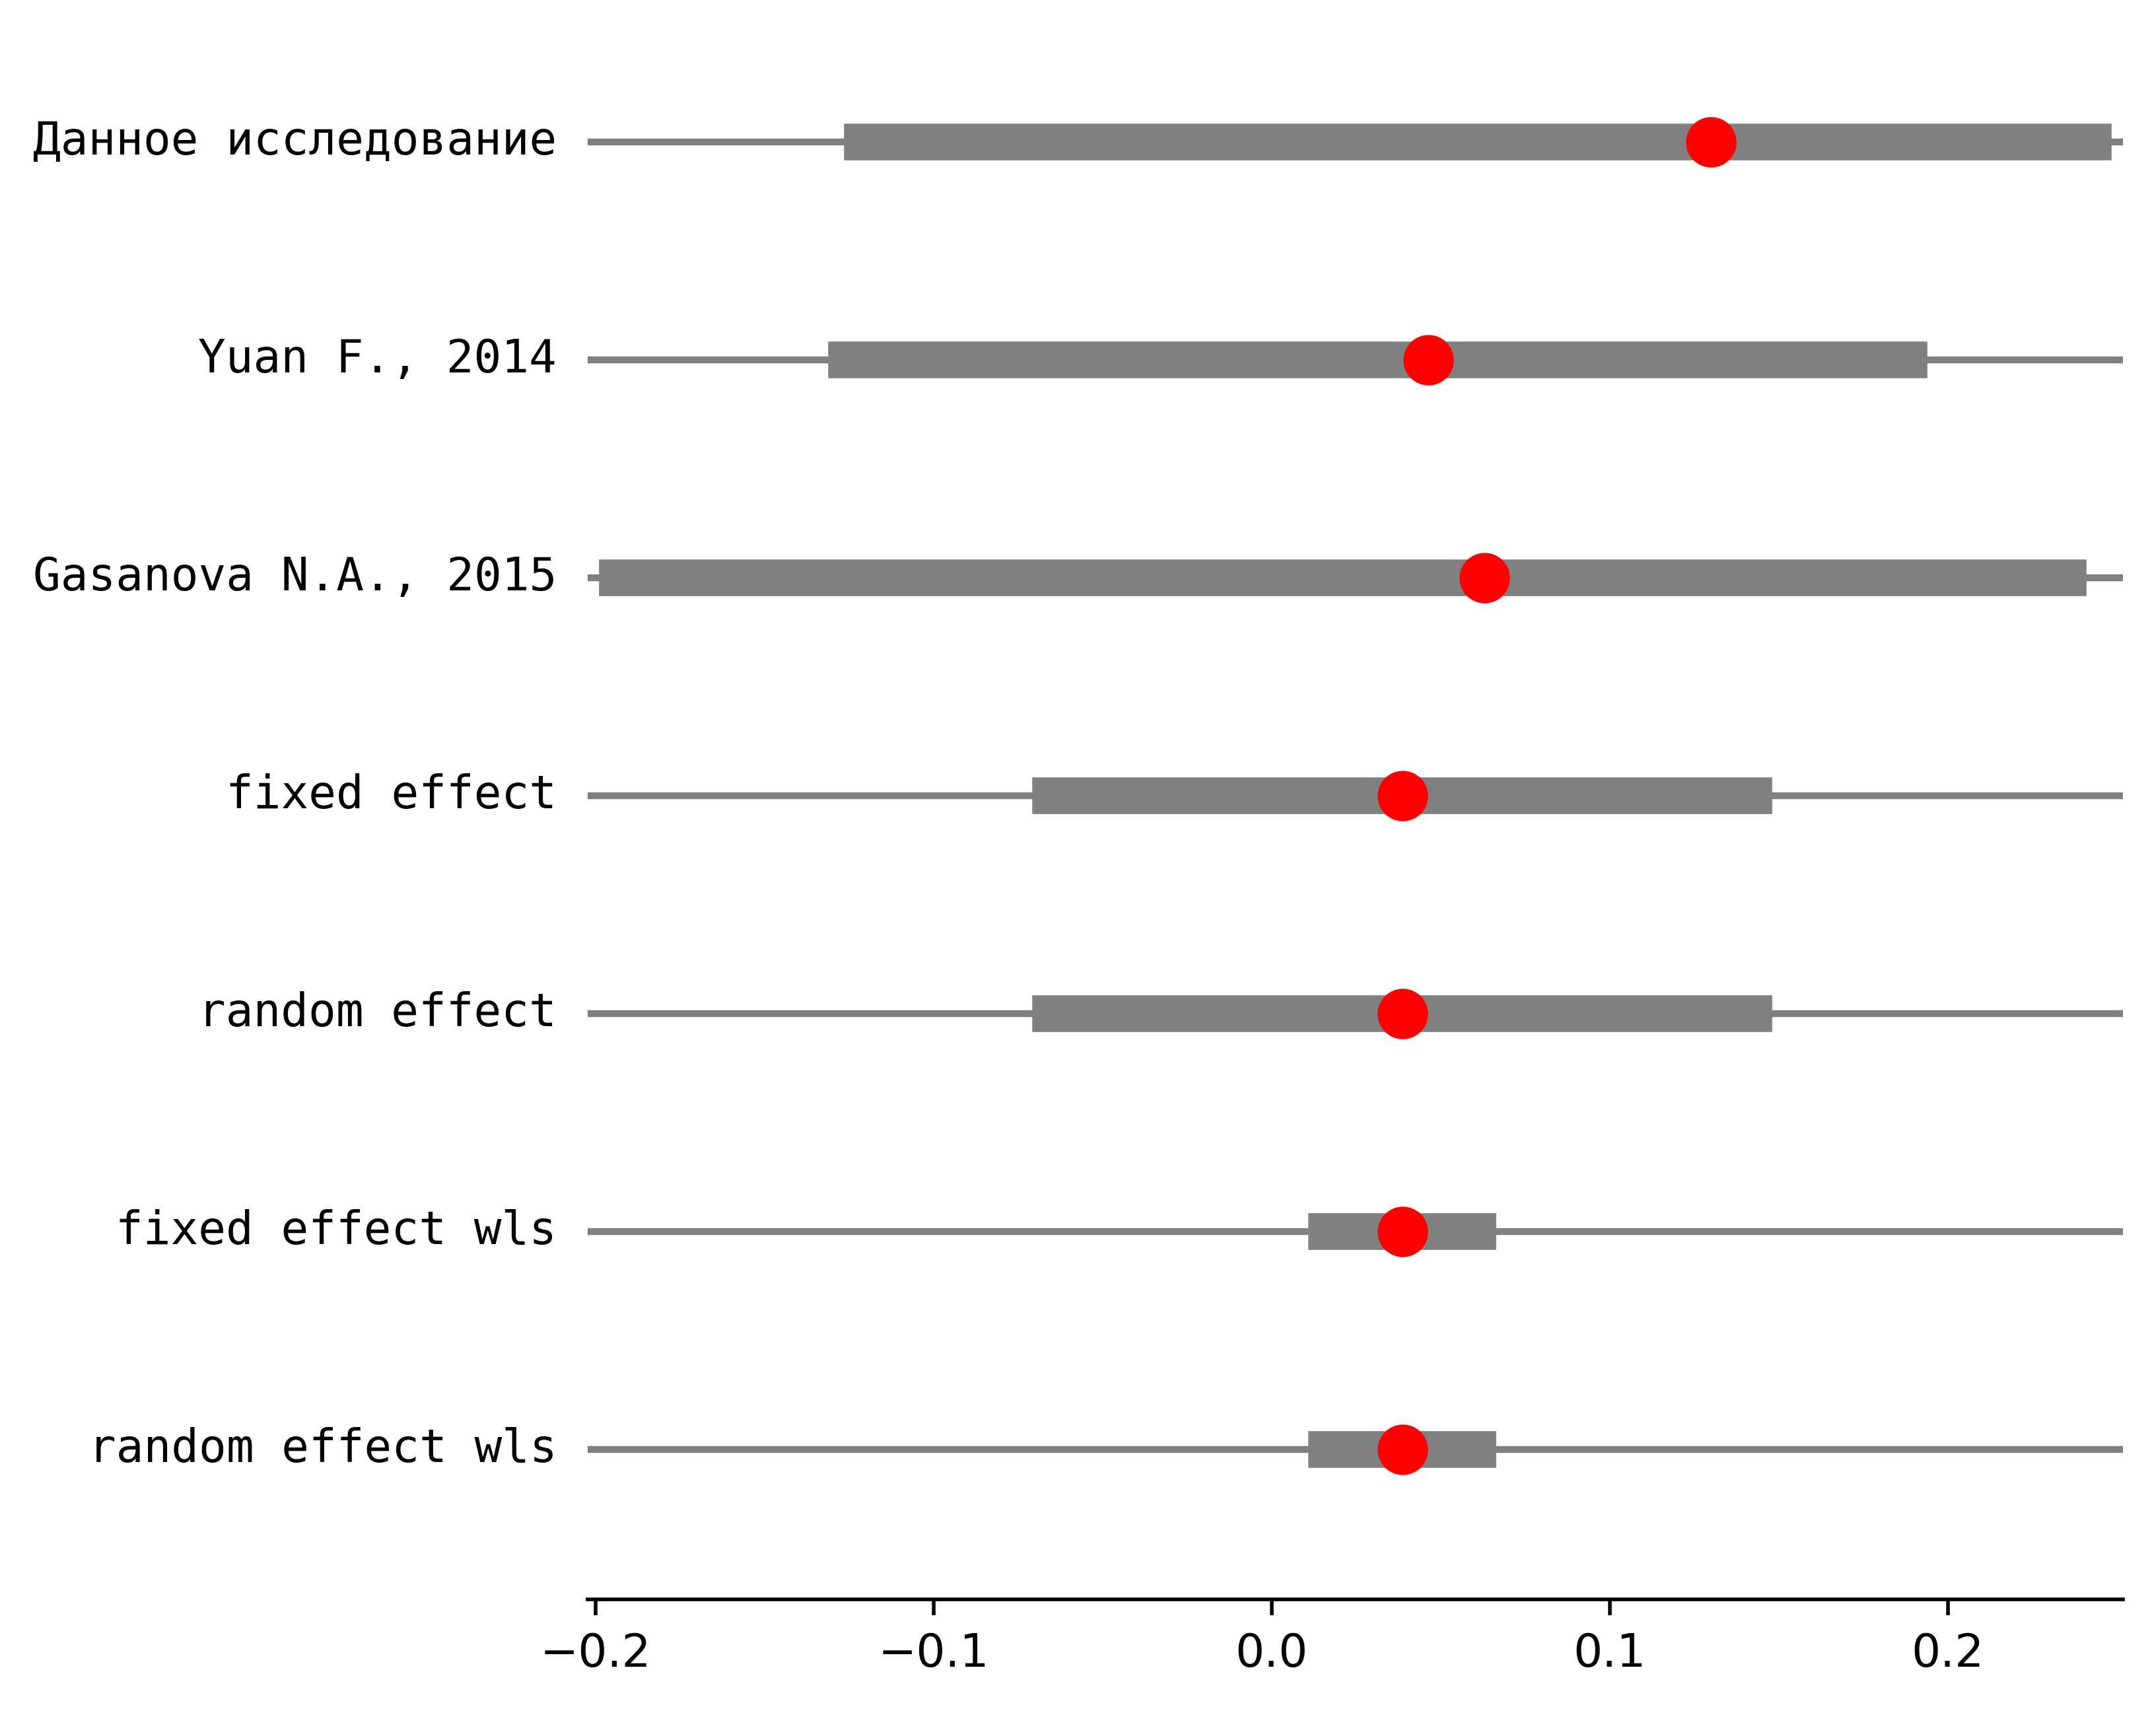 Данное исследование
Yuan F., 2014
Gasanova N.A., 2015
fixed effect
random effect
fixed effect wls
random effect wls
−0.2 −0.1 0.0 0.1 0.2